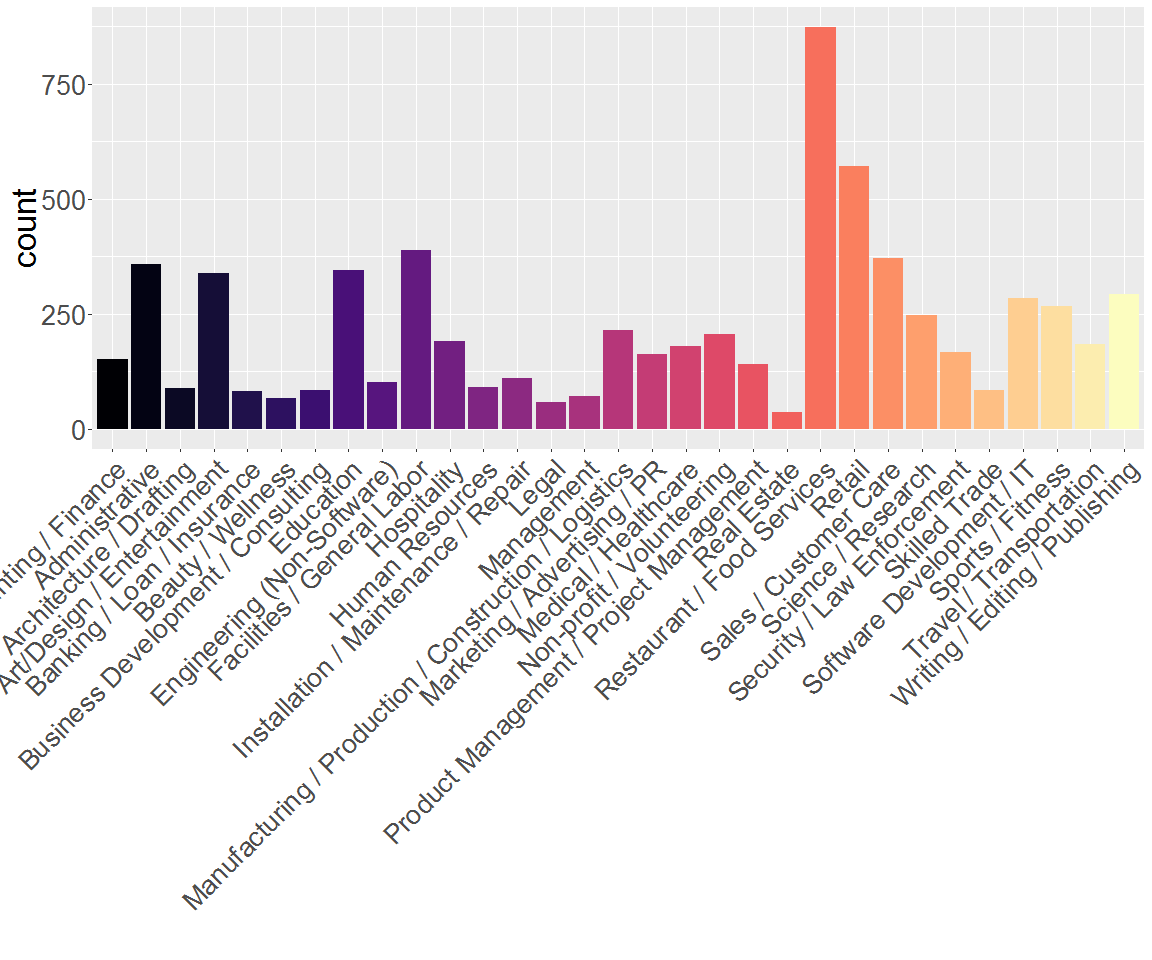 count
750
500
250
0
nting / Finance
Administrative
Architecture / Drafting
Art/Design / Entertainment
Banking / Loan / Insurance
Beauty / Wellness
Business Development / Consulting
Education
Engineering (Non-Software)
Facilities / General Labor
Hospitality
Human Resources
Installation / Maintenance / Repair
Legal
Management
Manufacturing / Production / Construction / Logistics
Marketing / Advertising / PR
Medical / Healthcare
Non-profit / Volunteering
Product Management / Project Management
Real Estate
Restaurant / Food Services
Retail
Sales / Customer Care
Science / Research
Security / Law Enforcement
Skilled Trade
Software Development / IT
Sports / Fitness
Travel / Transportation
Writing / Editing / Publishing